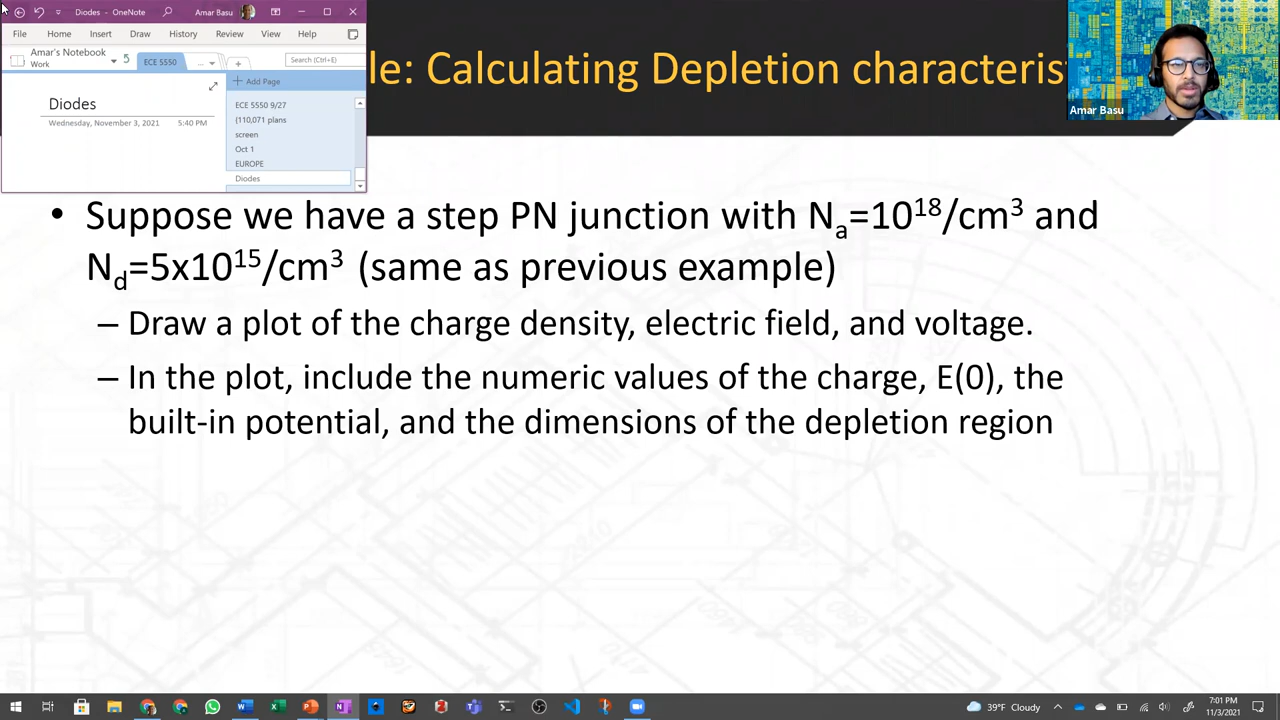 Diodes - OneNote
Amar Basu
File Home Insert Draw History Review View Help
Amar's Notebook
Work
ECE 5550
...
Search (Ctrl+E)
Add Page
Diodes
Wednesday, November 3, 2021 5:40 PM
ECE 5550 9/27
(110,071 plans
screen
Oct 1
EUROPE
Diodes
le: Calculating Depletion characteris
Amar Basu
• Suppose we have a step PN junction with Nₐ=10¹⁸/cm³ and
N_d=5x10¹⁵/cm³ (same as previous example)
– Draw a plot of the charge density, electric field, and voltage.
– In the plot, include the numeric values of the charge, E(0), the
built-in potential, and the dimensions of the depletion region
39°F Cloudy
7:01 PM
11/3/2021